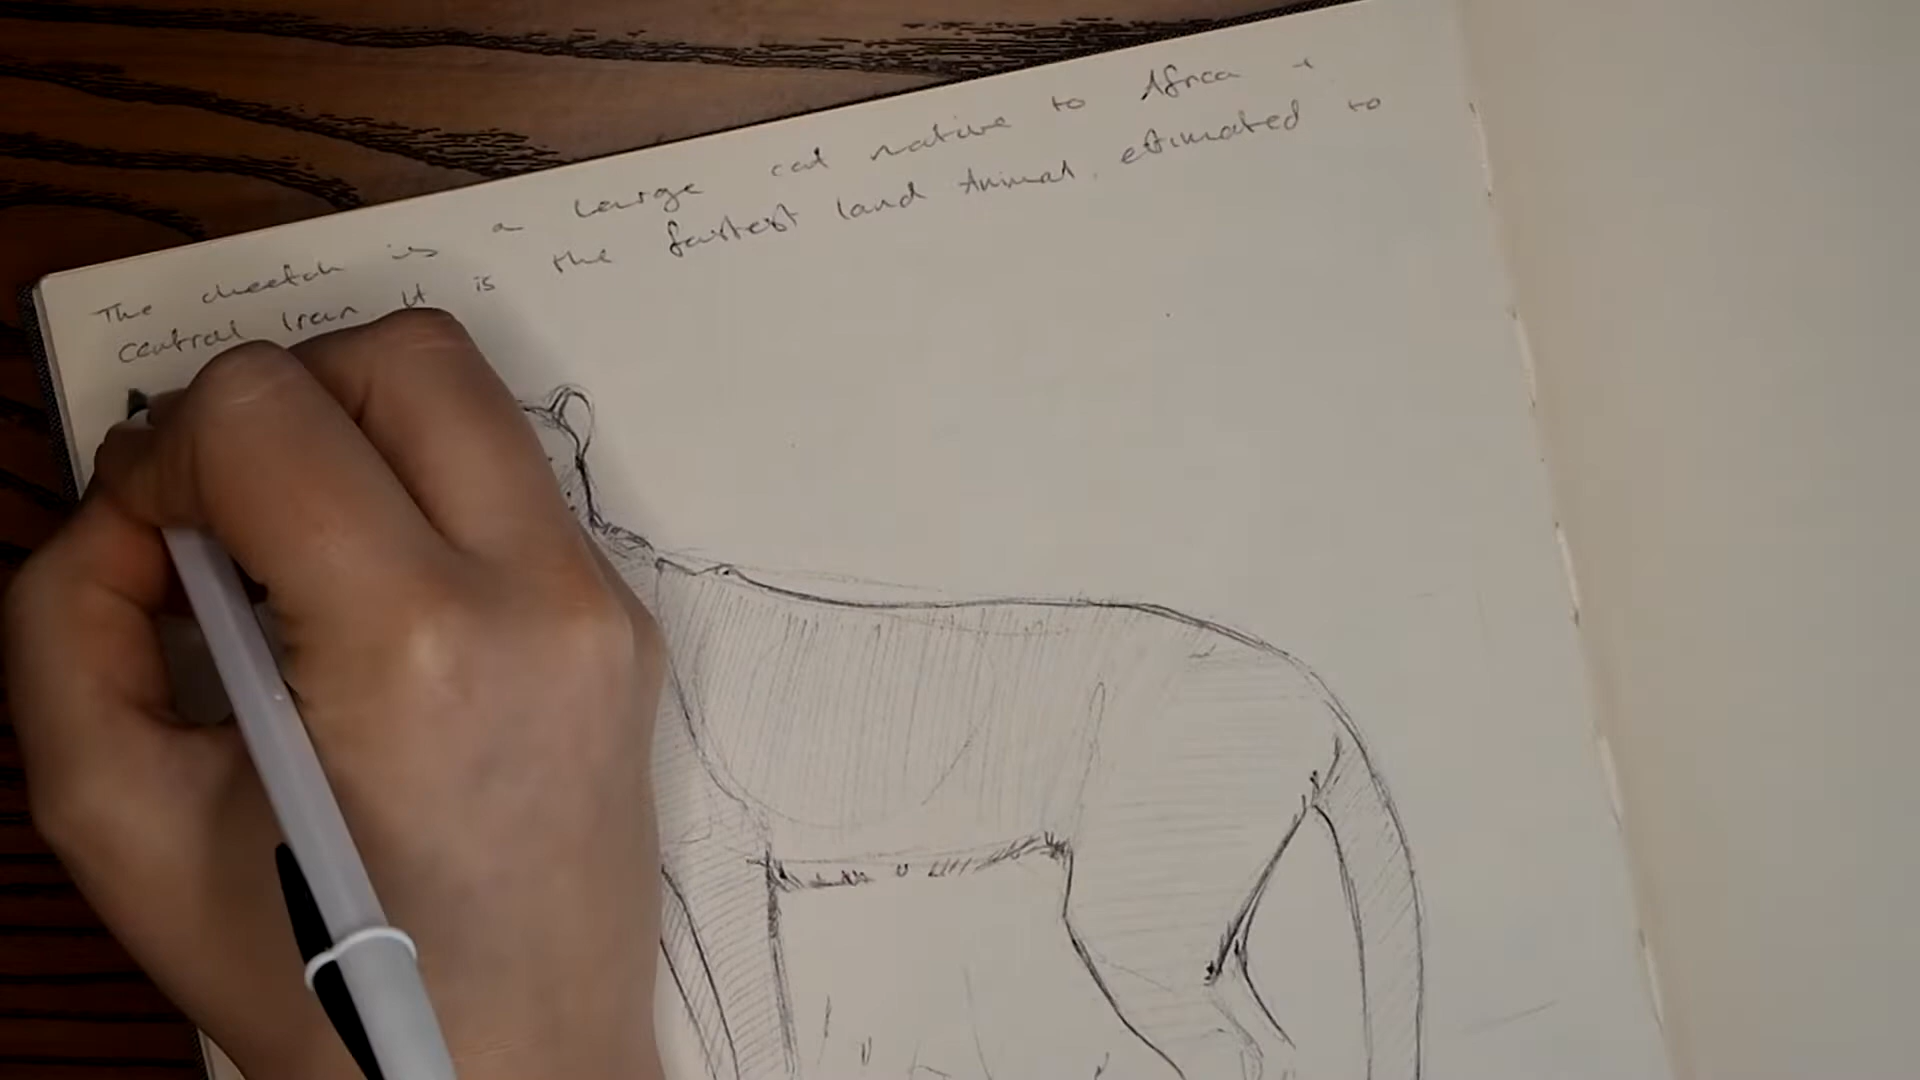 The cheetah is a large cat native to Africa +
central Iran. It is the fastest land Animal, estimated to